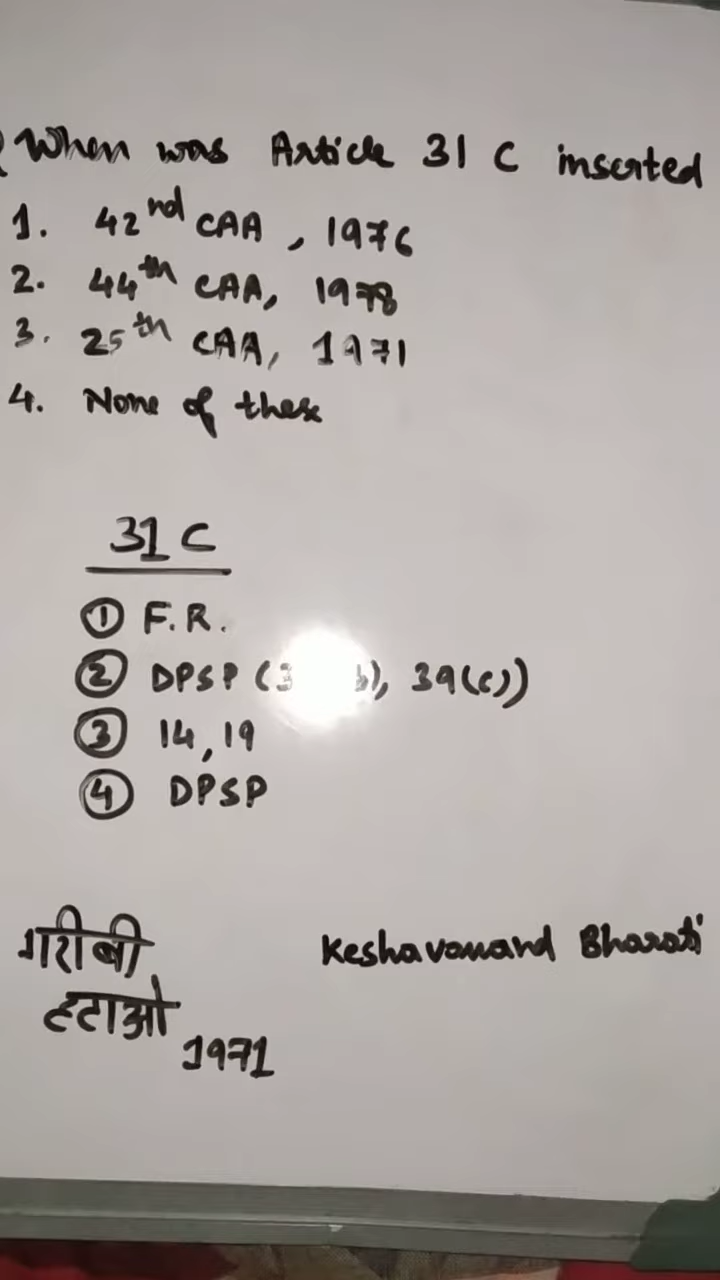 When was Article 31 C inserted
1. 42nd CAA, 1976
2. 44th CAA, 1978
3. 25th CAA, 1971
4. None of these
31 C
① F.R.
② DPSP ( 39(c))
③ 14, 19
④ DPSP
गरीबी
हटाओ
1971
Keshavanand Bharati